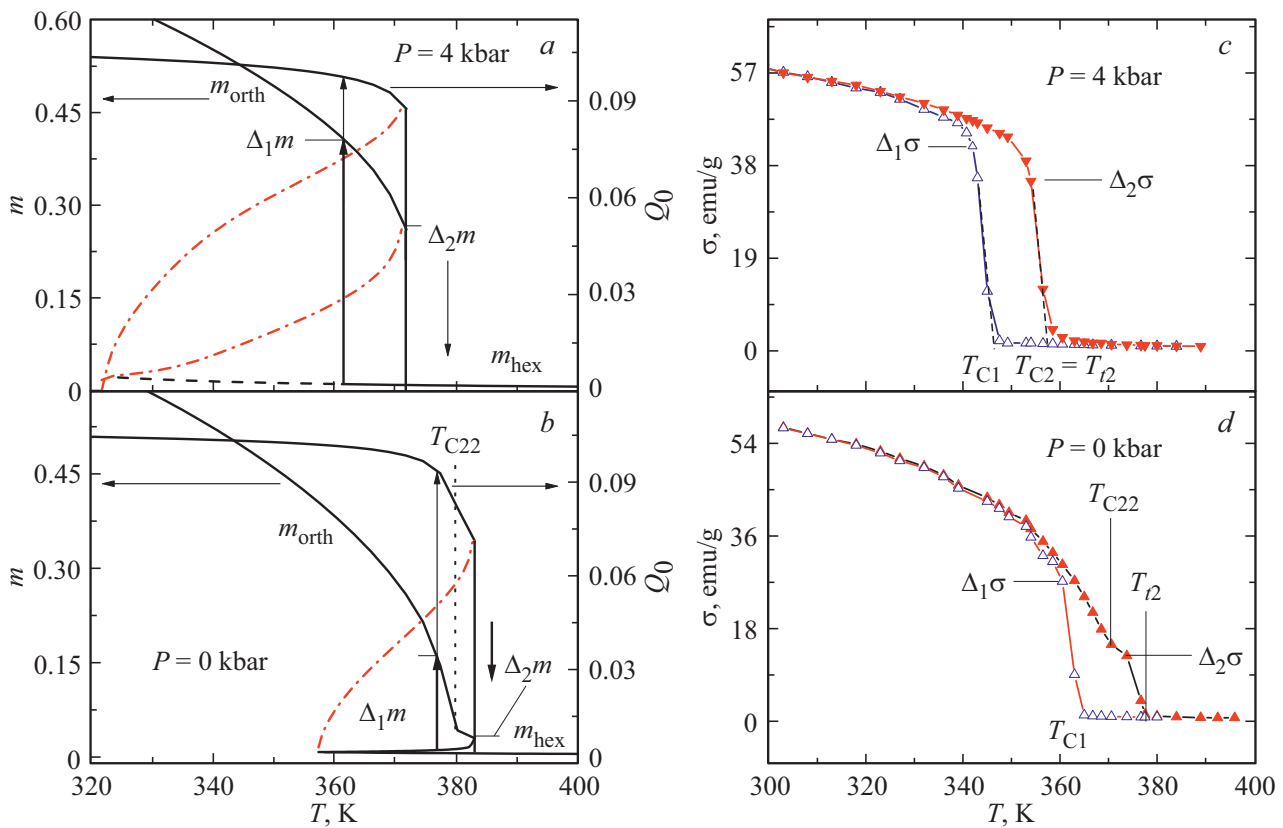 0.60
0.45
0.30
0.15
0
m
a
P = 4 kbar
m_orth
Δ₁m
Δ₂m
m_hex
0.09
0.06
0.03
0
Q₀
b
T_C22
0.45
0.30
0.15
0
m
m_orth
P = 0 kbar
Δ₁m
Δ₂m
m_hex
0.09
0.06
0.03
0
Q₀
320 340 360 380 400
T, K
c
P = 4 kbar
57
38
19
0
σ, emu/g
Δ₁σ
Δ₂σ
T_C1 T_C2 = T_t2
d
P = 0 kbar
54
36
18
0
σ, emu/g
T_C22
T_t2
Δ₁σ
Δ₂σ
T_C1
300 320 340 360 380 400
T, K